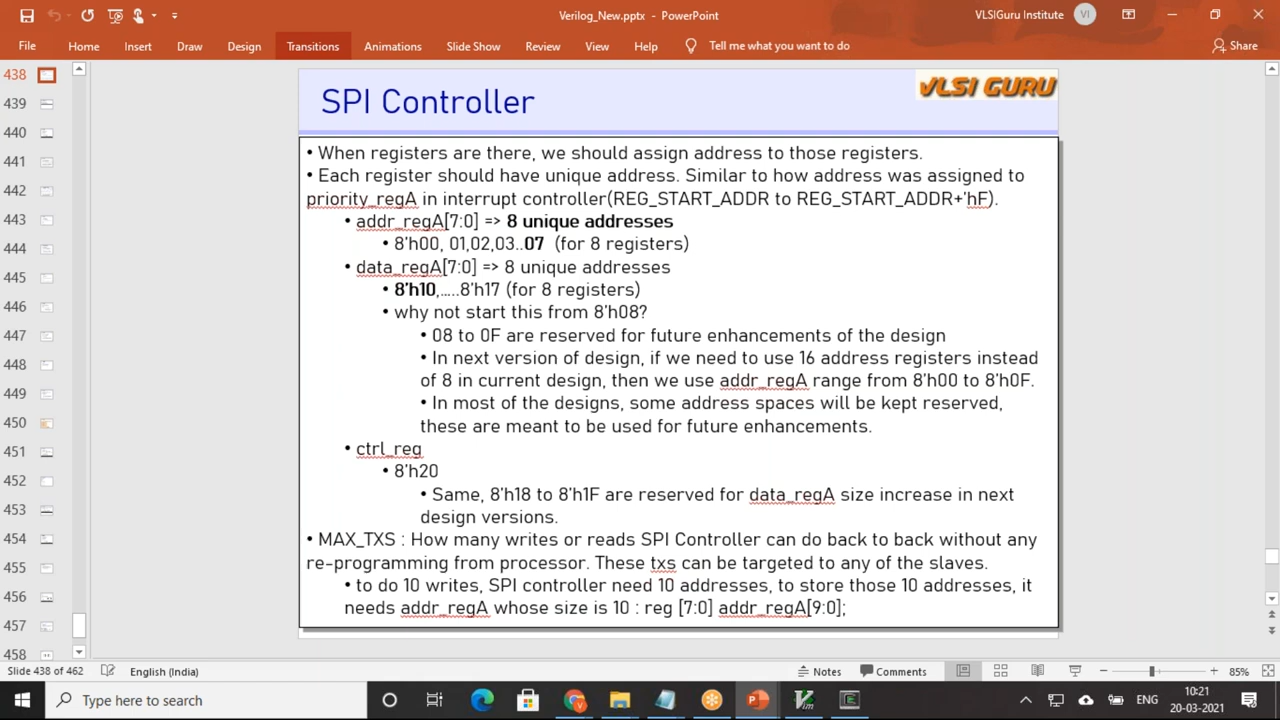 Verilog_New.pptx - PowerPoint
VLSIGuru Institute
VI
File
Home
Insert
Draw
Design
Transitions
Animations
Slide Show
Review
View
Help
Tell me what you want to do
Share
438
439
440
441
442
443
444
445
446
447
448
449
450
451
452
453
454
455
456
457
458
SPI Controller
VLSI GURU
• When registers are there, we should assign address to those registers.
• Each register should have unique address. Similar to how address was assigned to
priority_regA in interrupt controller(REG_START_ADDR to REG_START_ADDR+'hF).
• addr_regA[7:0] => 8 unique addresses
• 8'h00, 01,02,03..07 (for 8 registers)
• data_regA[7:0] => 8 unique addresses
• 8'h10,.....8'h17 (for 8 registers)
• why not start this from 8'h08?
• 08 to 0F are reserved for future enhancements of the design
• In next version of design, if we need to use 16 address registers instead
of 8 in current design, then we use addr_regA range from 8'h00 to 8'h0F.
• In most of the designs, some address spaces will be kept reserved,
these are meant to be used for future enhancements.
• ctrl_reg
• 8'h20
• Same, 8'h18 to 8'h1F are reserved for data_regA size increase in next
design versions.
• MAX_TXS : How many writes or reads SPI Controller can do back to back without any
re-programming from processor. These txs can be targeted to any of the slaves.
• to do 10 writes, SPI controller need 10 addresses, to store those 10 addresses, it
needs addr_regA whose size is 10 : reg [7:0] addr_regA[9:0];
Slide 438 of 462
English (India)
Notes
Comments
85%
Type here to search
ENG
10:21
20-03-2021